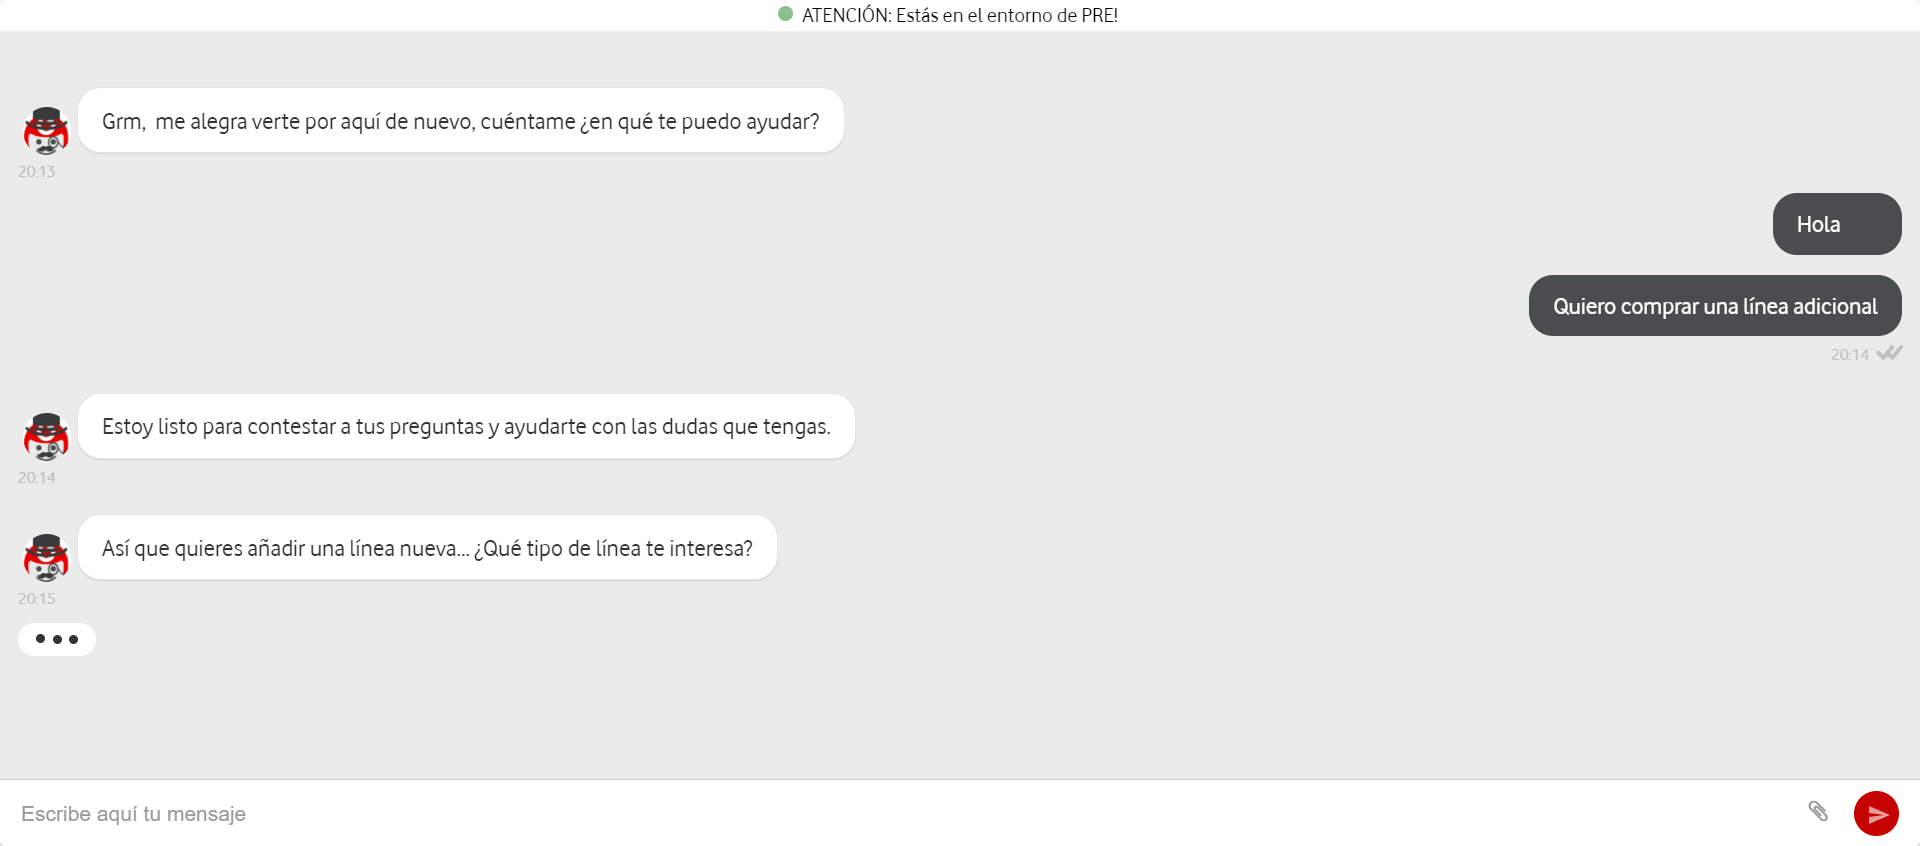 ATENCIÓN: Estás en el entorno de PRE!
Grm,  me alegra verte por aquí de nuevo, cuéntame ¿en qué te puedo ayudar?
20:13
Hola
Quiero comprar una línea adicional
20:14
Estoy listo para contestar a tus preguntas y ayudarte con las dudas que tengas.
20:14
Así que quieres añadir una línea nueva... ¿Qué tipo de línea te interesa?
20:15
Escribe aquí tu mensaje